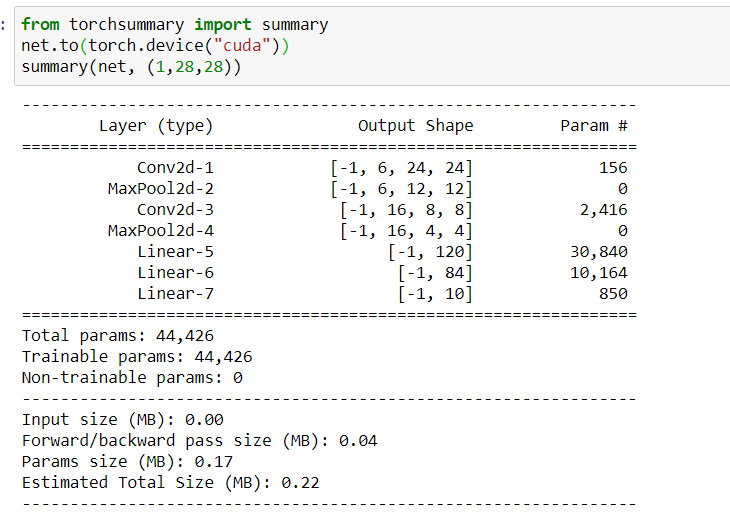 : from torchsummary import summary
net.to(torch.device("cuda"))
summary(net, (1,28,28))
----------------------------------------------------------------
        Layer (type)               Output Shape         Param #
================================================================
            Conv2d-1            [-1, 6, 24, 24]             156
         MaxPool2d-2            [-1, 6, 12, 12]               0
            Conv2d-3             [-1, 16, 8, 8]           2,416
         MaxPool2d-4             [-1, 16, 4, 4]               0
            Linear-5                  [-1, 120]          30,840
            Linear-6                   [-1, 84]          10,164
            Linear-7                   [-1, 10]             850
================================================================
Total params: 44,426
Trainable params: 44,426
Non-trainable params: 0
----------------------------------------------------------------
Input size (MB): 0.00
Forward/backward pass size (MB): 0.04
Params size (MB): 0.17
Estimated Total Size (MB): 0.22
----------------------------------------------------------------